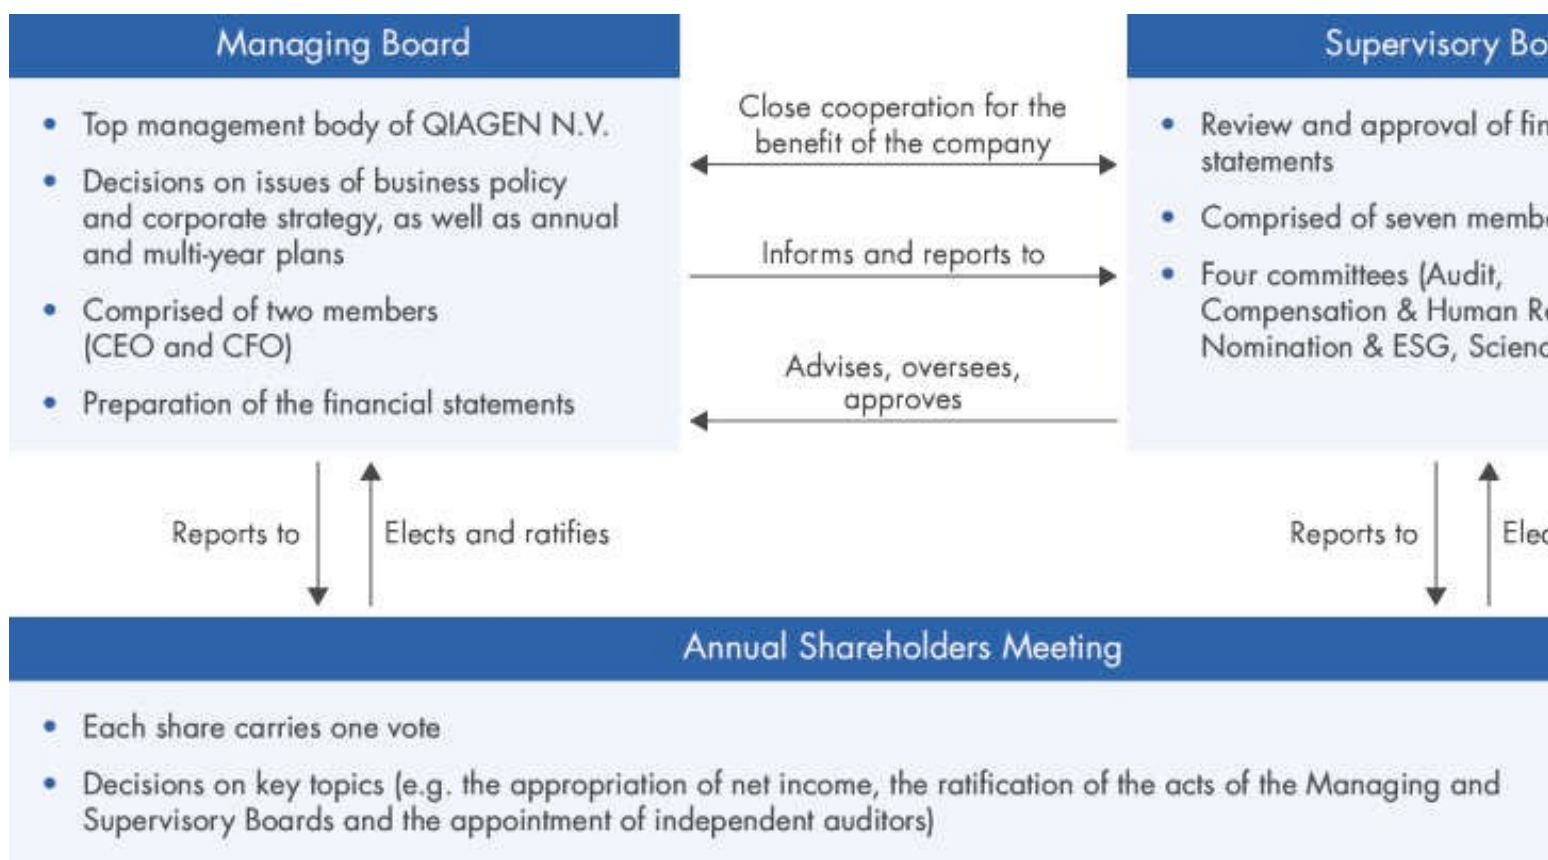 Managing Board
• Top management body of QIAGEN N.V.
• Decisions on issues of business policy
and corporate strategy, as well as annual
and multi-year plans
• Comprised of two members
(CEO and CFO)
• Preparation of the financial statements
Close cooperation for the
benefit of the company
Informs and reports to
Advises, oversees,
approves
Supervisory
• Review and approval of
statements
• Comprised of seven
• Four committees (Audit,
Compensation & Human
Nomination & ESG,
Reports to
Elects and ratifies
Reports to
Annual Shareholders Meeting
• Each share carries one vote
• Decisions on key topics (e.g. the appropriation of net income, the ratification of the acts of the Managing and
Supervisory Boards and the appointment of independent auditors)